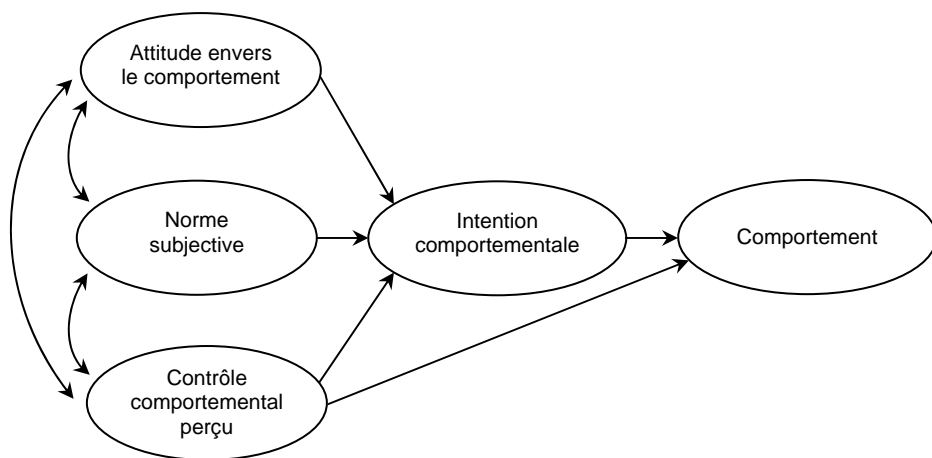 Attitude envers
le comportement
Norme
subjective
Intention
comportementale
Comportement
Contrôle
comportemental
perçu